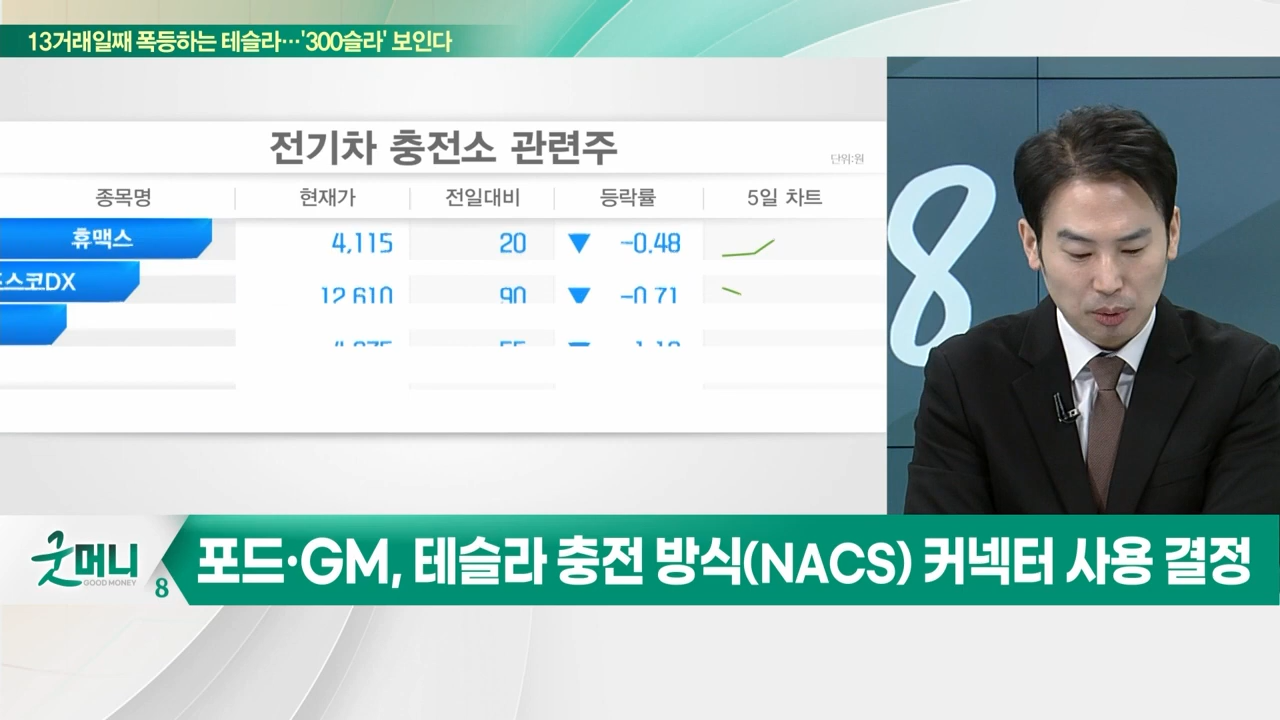 13거래일째 폭등하는 테슬라…'300슬라' 보인다
전기차 충전소 관련주
단위:원
종목명 현재가 전일대비 등락률 5일 차트
휴맥스 4,115 20 ▼ -0.48
스코DX 12,610 90 ▼ -0.71
8
굿머니 GOOD MONEY 8
포드·GM, 테슬라 충전 방식(NACS) 커넥터 사용 결정